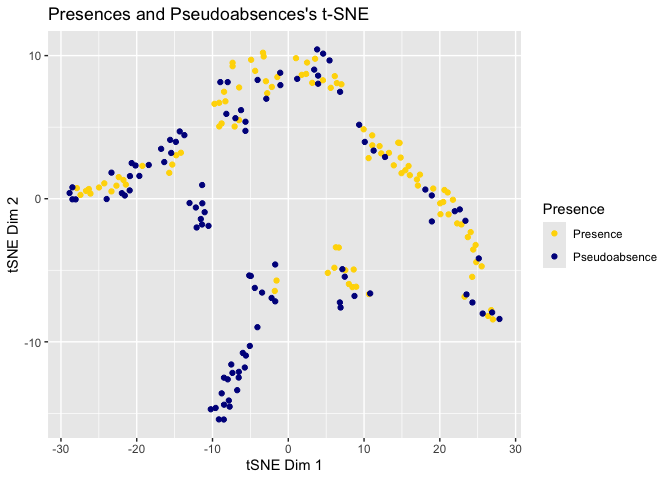 Presences and Pseudoabsences's t-SNE
10
0
-10
tSNE Dim 2
-30
-20
-10
0
10
20
30
tSNE Dim 1
Presence
Presence
Pseudoabsence